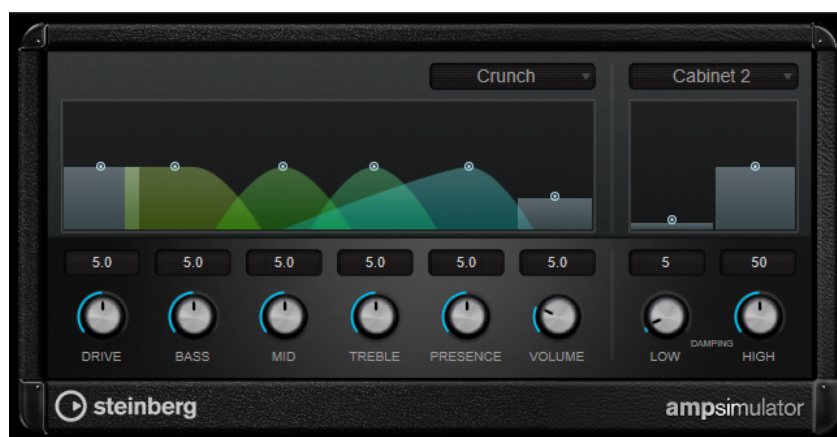 Crunch
Cabinet 2
5.0 5.0 5.0 5.0 5.0 5.0 5 50
DRIVE BASS MID TREBLE PRESENCE VOLUME LOW DAMPING HIGH
steinberg
ampsimulator